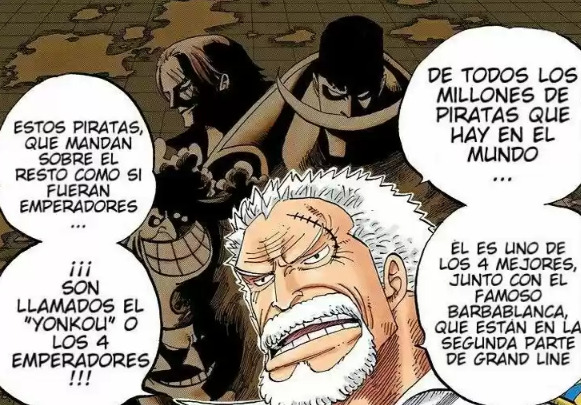 DE TODOS LOS
MILLONES DE
PIRATAS QUE
HAY EN EL
MUNDO
...
ÉL ES UNO DE
LOS 4 MEJORES,
JUNTO CON EL
FAMOSO
BARBABLANCA,
QUE ESTÁN EN LA
SEGUNDA PARTE
DE GRAND LINE
ESTOS PIRATAS,
QUE MANDAN
SOBRE EL
RESTO COMO SI
FUERAN
EMPERADORES
...
¡¡¡
SON
LLAMADOS EL
"YONKOU" O
LOS 4
EMPERADORES
!!!